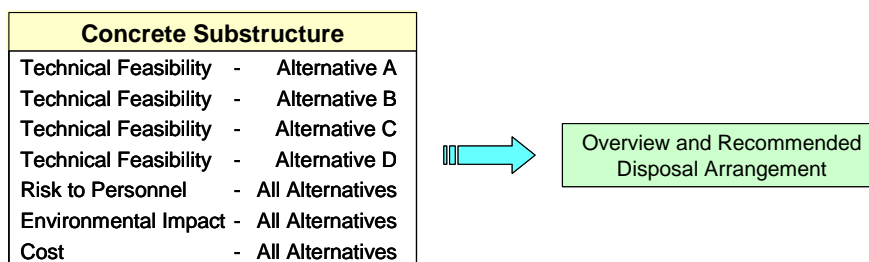 Concrete Substructure
Technical Feasibility - Alternative A
Technical Feasibility - Alternative B
Technical Feasibility - Alternative C
Technical Feasibility - Alternative D
Risk to Personnel - All Alternatives
Environmental Impact - All Alternatives
Cost - All Alternatives
Overview and Recommended
Disposal Arrangement